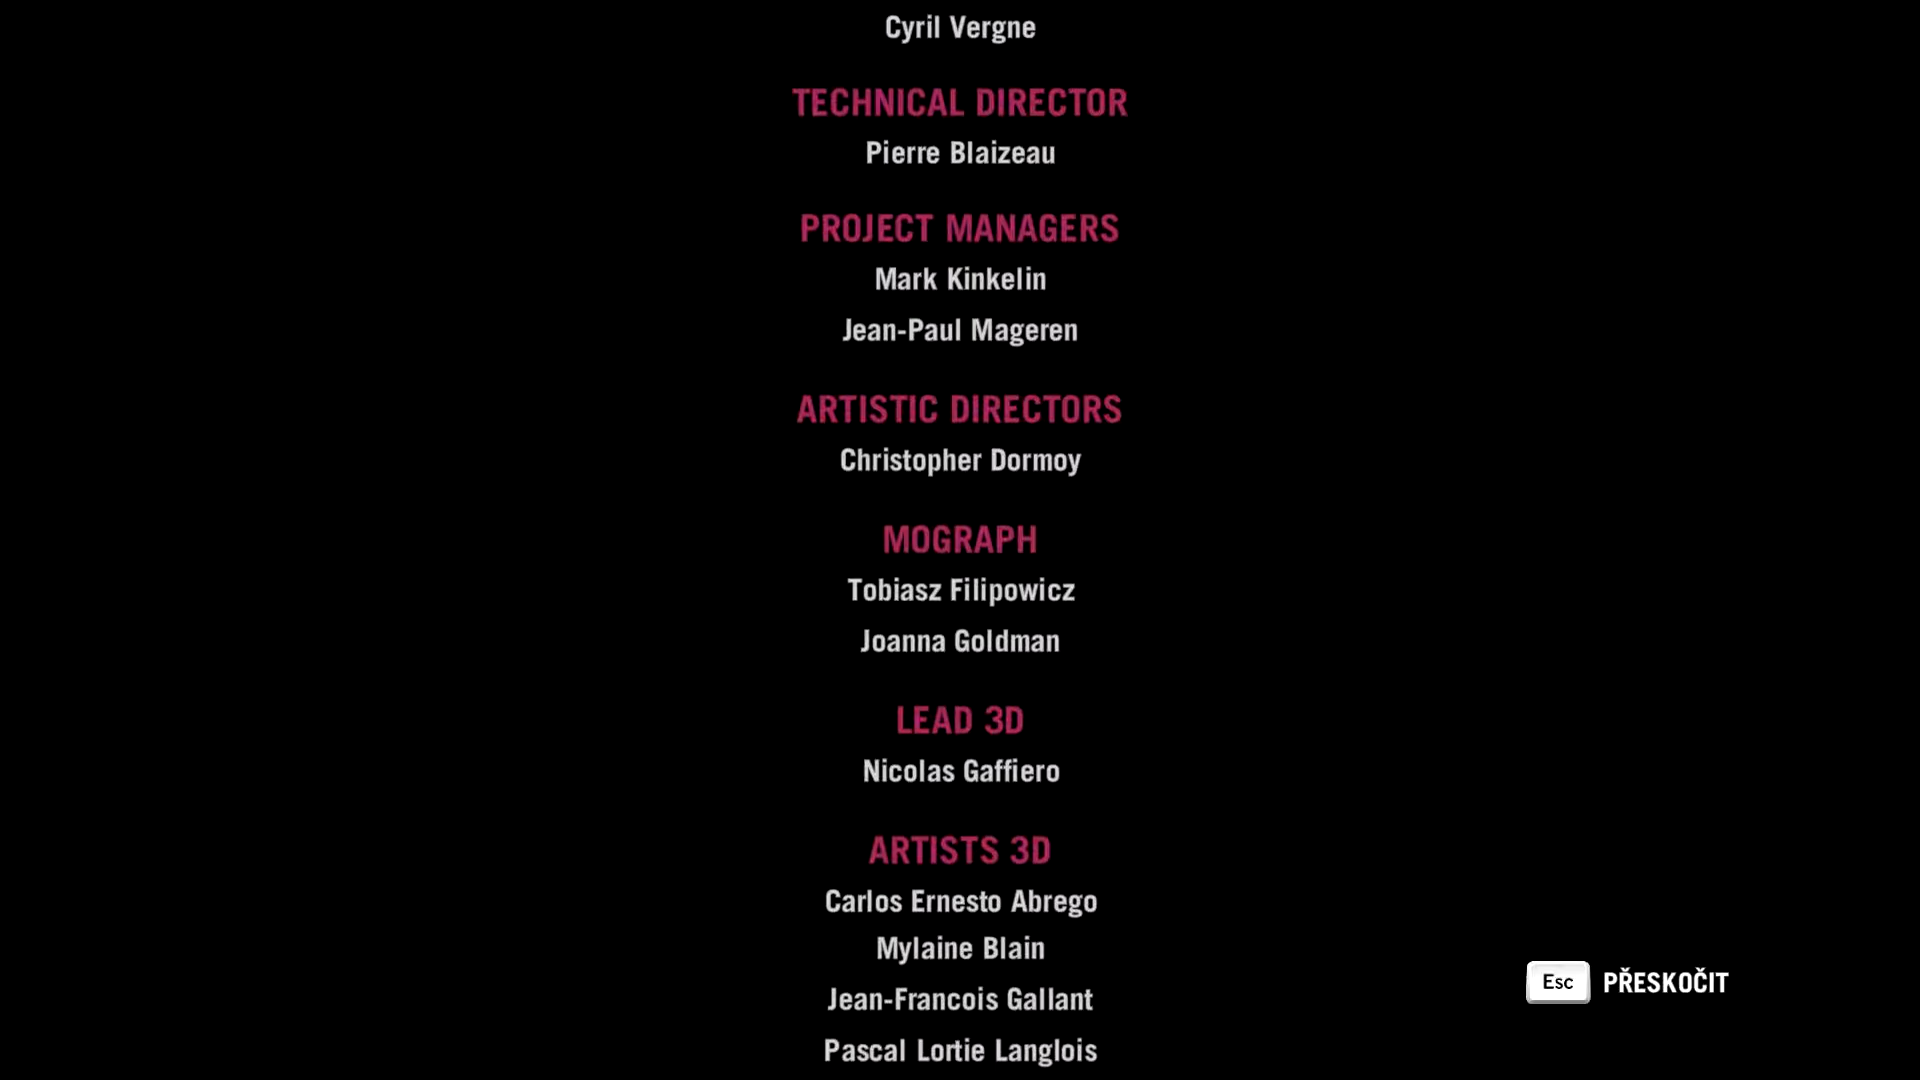 Cyril Vergne
TECHNICAL DIRECTOR
Pierre Blaizeau
PROJECT MANAGERS
Mark Kinkelin
Jean-Paul Mageren
ARTISTIC DIRECTORS
Christopher Dormoy
MOGRAPH
Tobiasz Filipowicz
Joanna Goldman
LEAD 3D
Nicolas Gaffiero
ARTISTS 3D
Carlos Ernesto Abrego
Mylaine Blain
Jean-Francois Gallant
Pascal Lortie Langlois
Esc PŘESKOČIT